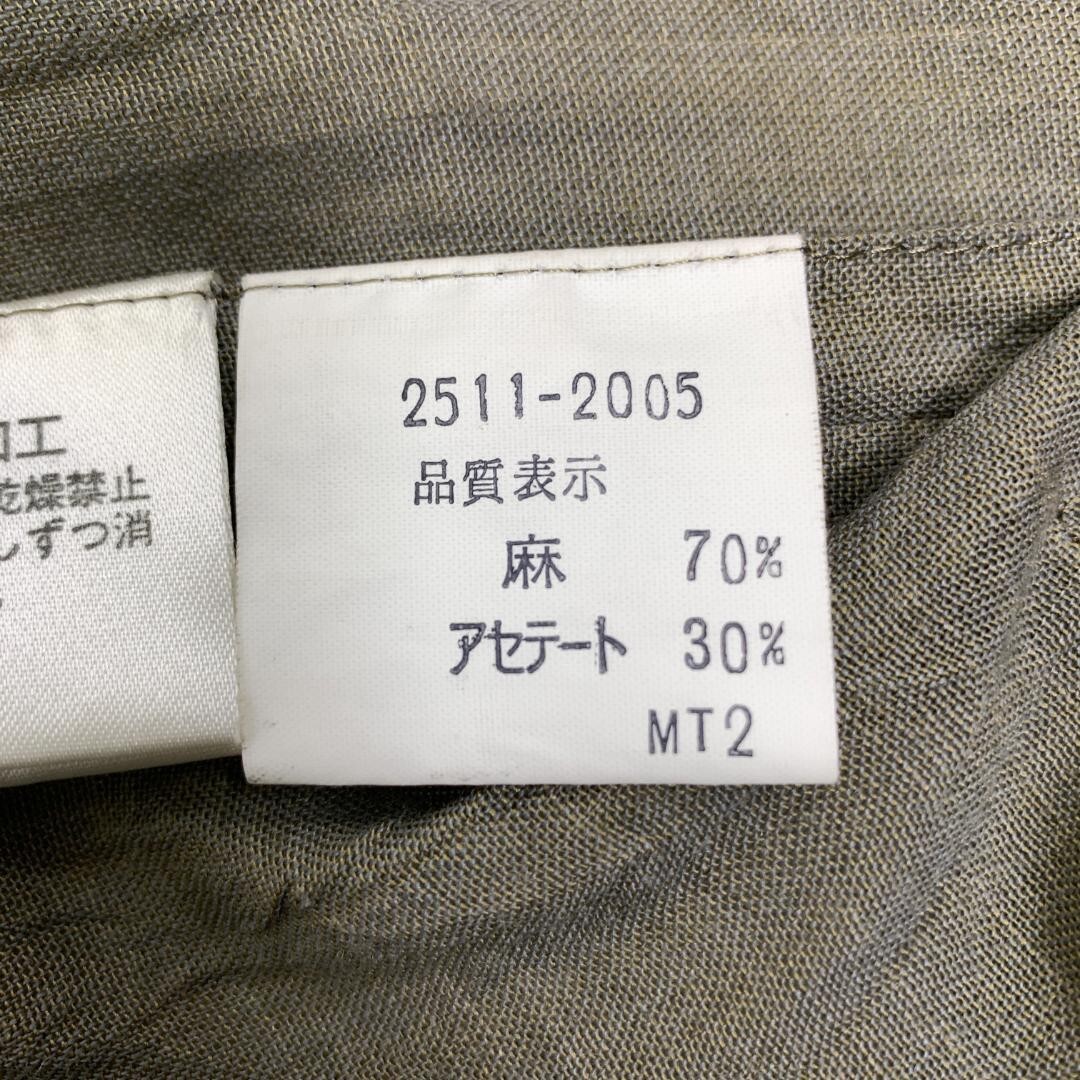 加工
乾燥禁止
しずつ消
2511-2005
品質表示
麻 70%
アセテート 30%
MT2